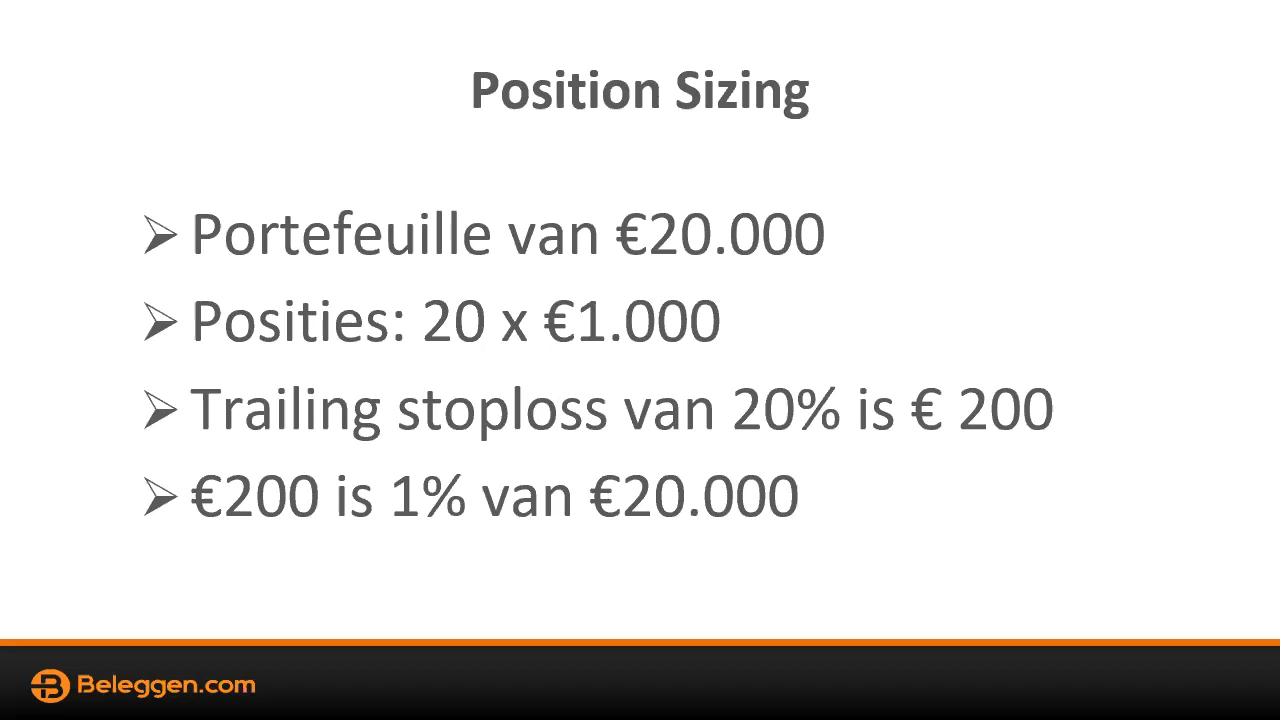 Position Sizing
Portefeuille van €20.000
Posities: 20 x €1.000
Trailing stoploss van 20% is € 200
€200 is 1% van €20.000
Beleggen.com